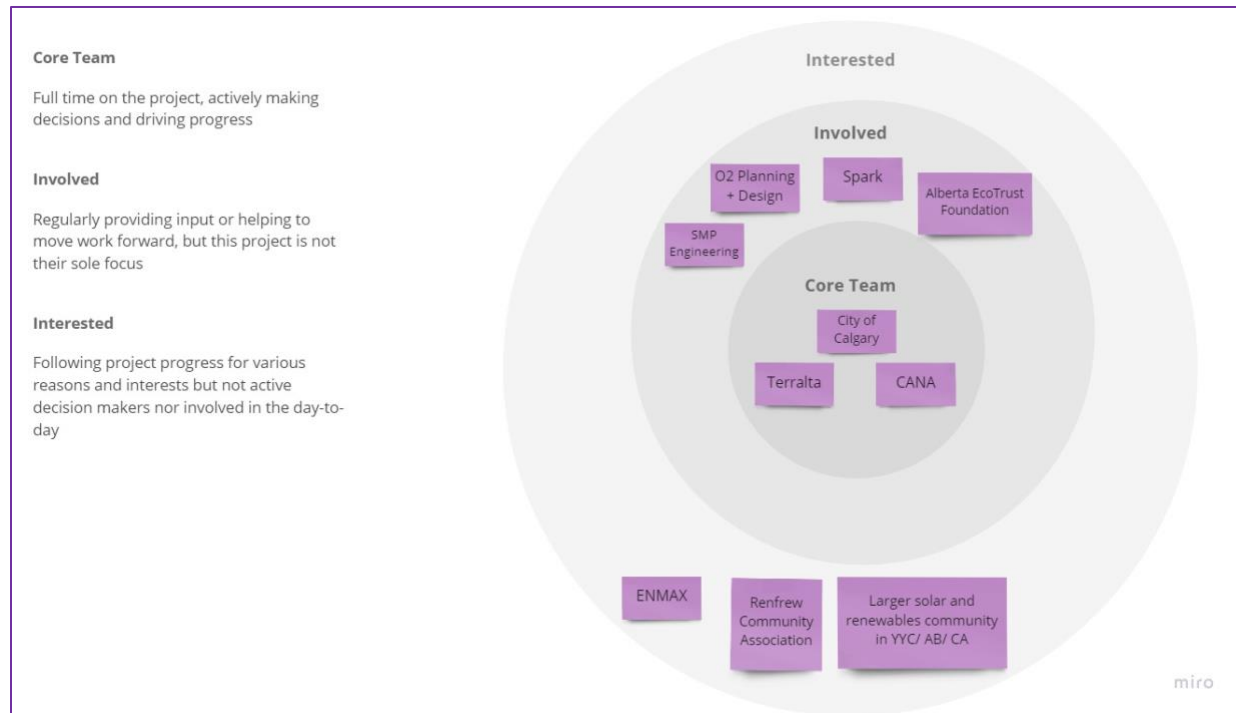 Core Team
Full time on the project, actively making
decisions and driving progress
Involved
Regularly providing input or helping to
move work forward, but this project is not
their sole focus
Interested
Following project progress for various
reasons and interests but not active
decision makers nor involved in the day-to-
day
Interested
Involved
O2 Planning
+ Design
Spark
Alberta EcoTrust
Foundation
SMP
Engineering
Core Team
City of
Calgary
Terralta
CANA
ENMAX
Renfrew
Community
Association
Larger solar and
renewables community
in YYC/ AB/ CA
miro